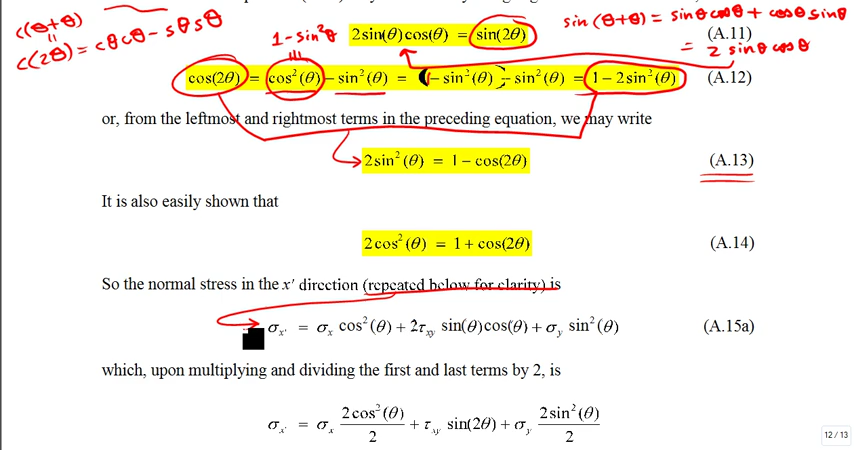 c(θ+θ)
=
c(2θ) = cθcθ - sθsθ
1-sin²θ
2sin(θ)cos(θ) = sin(2θ)
(A.11)
sin(θ+θ) = sinθcosθ + cosθsinθ
= 2 sinθcosθ
cos(2θ) = cos²(θ) − sin²(θ) = (− sin²(θ)) − sin²(θ) = 1 − 2sin²(θ) (A.12)
or, from the leftmost and rightmost terms in the preceding equation, we may write
2sin²(θ) = 1 − cos(2θ) (A.13)
It is also easily shown that
2cos²(θ) = 1 + cos(2θ) (A.14)
So the normal stress in the x′ direction (repeated below for clarity) is
σx′ = σx cos²(θ) + 2τxy sin(θ)cos(θ) + σy sin²(θ) (A.15a)
which, upon multiplying and dividing the first and last terms by 2, is
σx′ = σx 2cos²(θ)/2 + τxy sin(2θ) + σy 2sin²(θ)/2
12 / 13